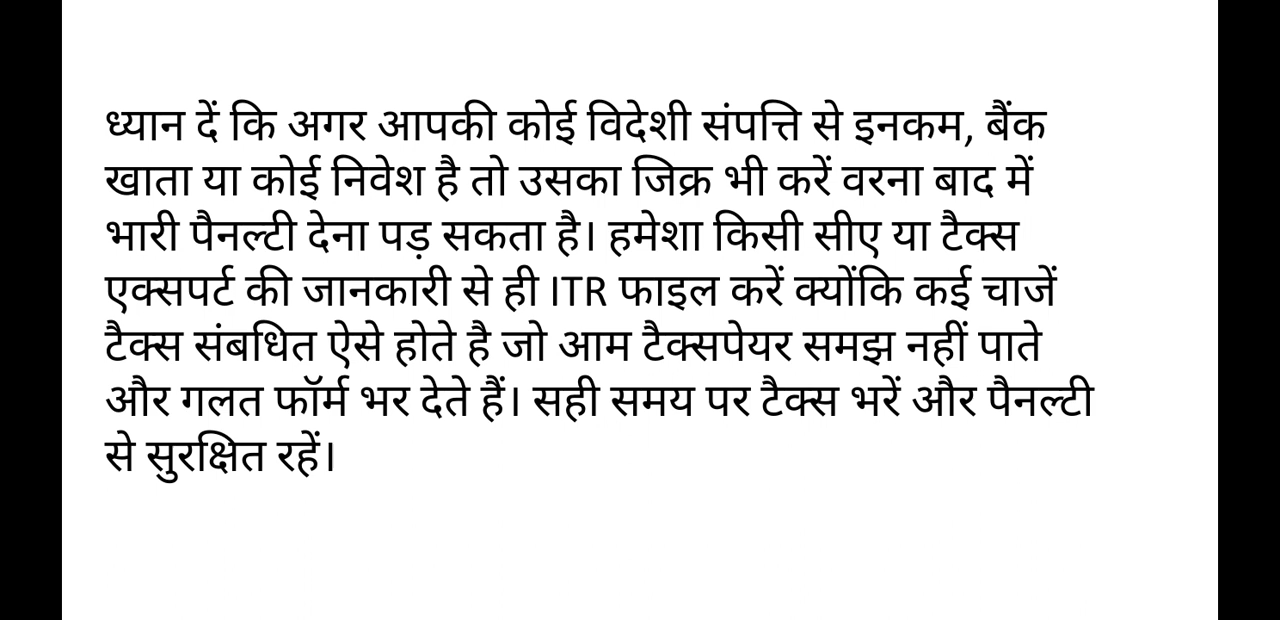 ध्यान दें कि अगर आपकी कोई विदेशी संपत्ति से इनकम, बैंक
खाता या कोई निवेश है तो उसका जिक्र भी करें वरना बाद में
भारी पैनल्टी देना पड़ सकता है। हमेशा किसी सीए या टैक्स
एक्सपर्ट की जानकारी से ही ITR फाइल करें क्योंकि कई चाजें
टैक्स संबधित ऐसे होते है जो आम टैक्सपेयर समझ नहीं पाते
और गलत फॉर्म भर देते हैं। सही समय पर टैक्स भरें और पैनल्टी
से सुरक्षित रहें।